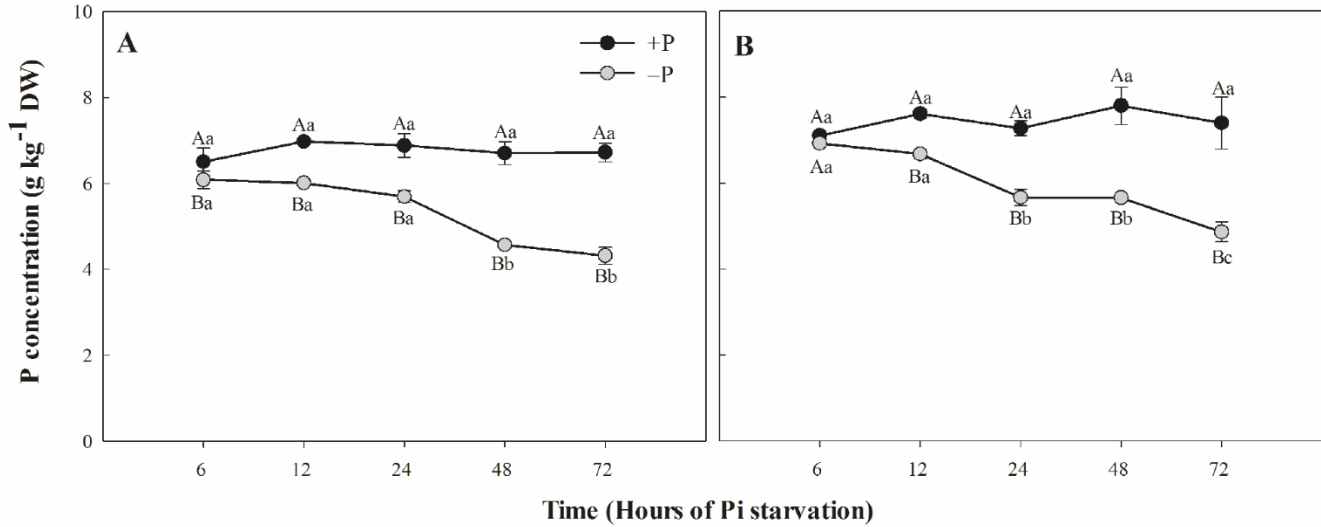 A
B
+P
–P
P concentration (g kg⁻¹ DW)
10
8
6
4
2
0
Aa Aa Aa Aa Aa
Ba Ba Ba Bb Bb
Aa Aa Aa Aa Aa
Aa Ba Bb Bb Bc
6 12 24 48 72
6 12 24 48 72
Time (Hours of Pi starvation)